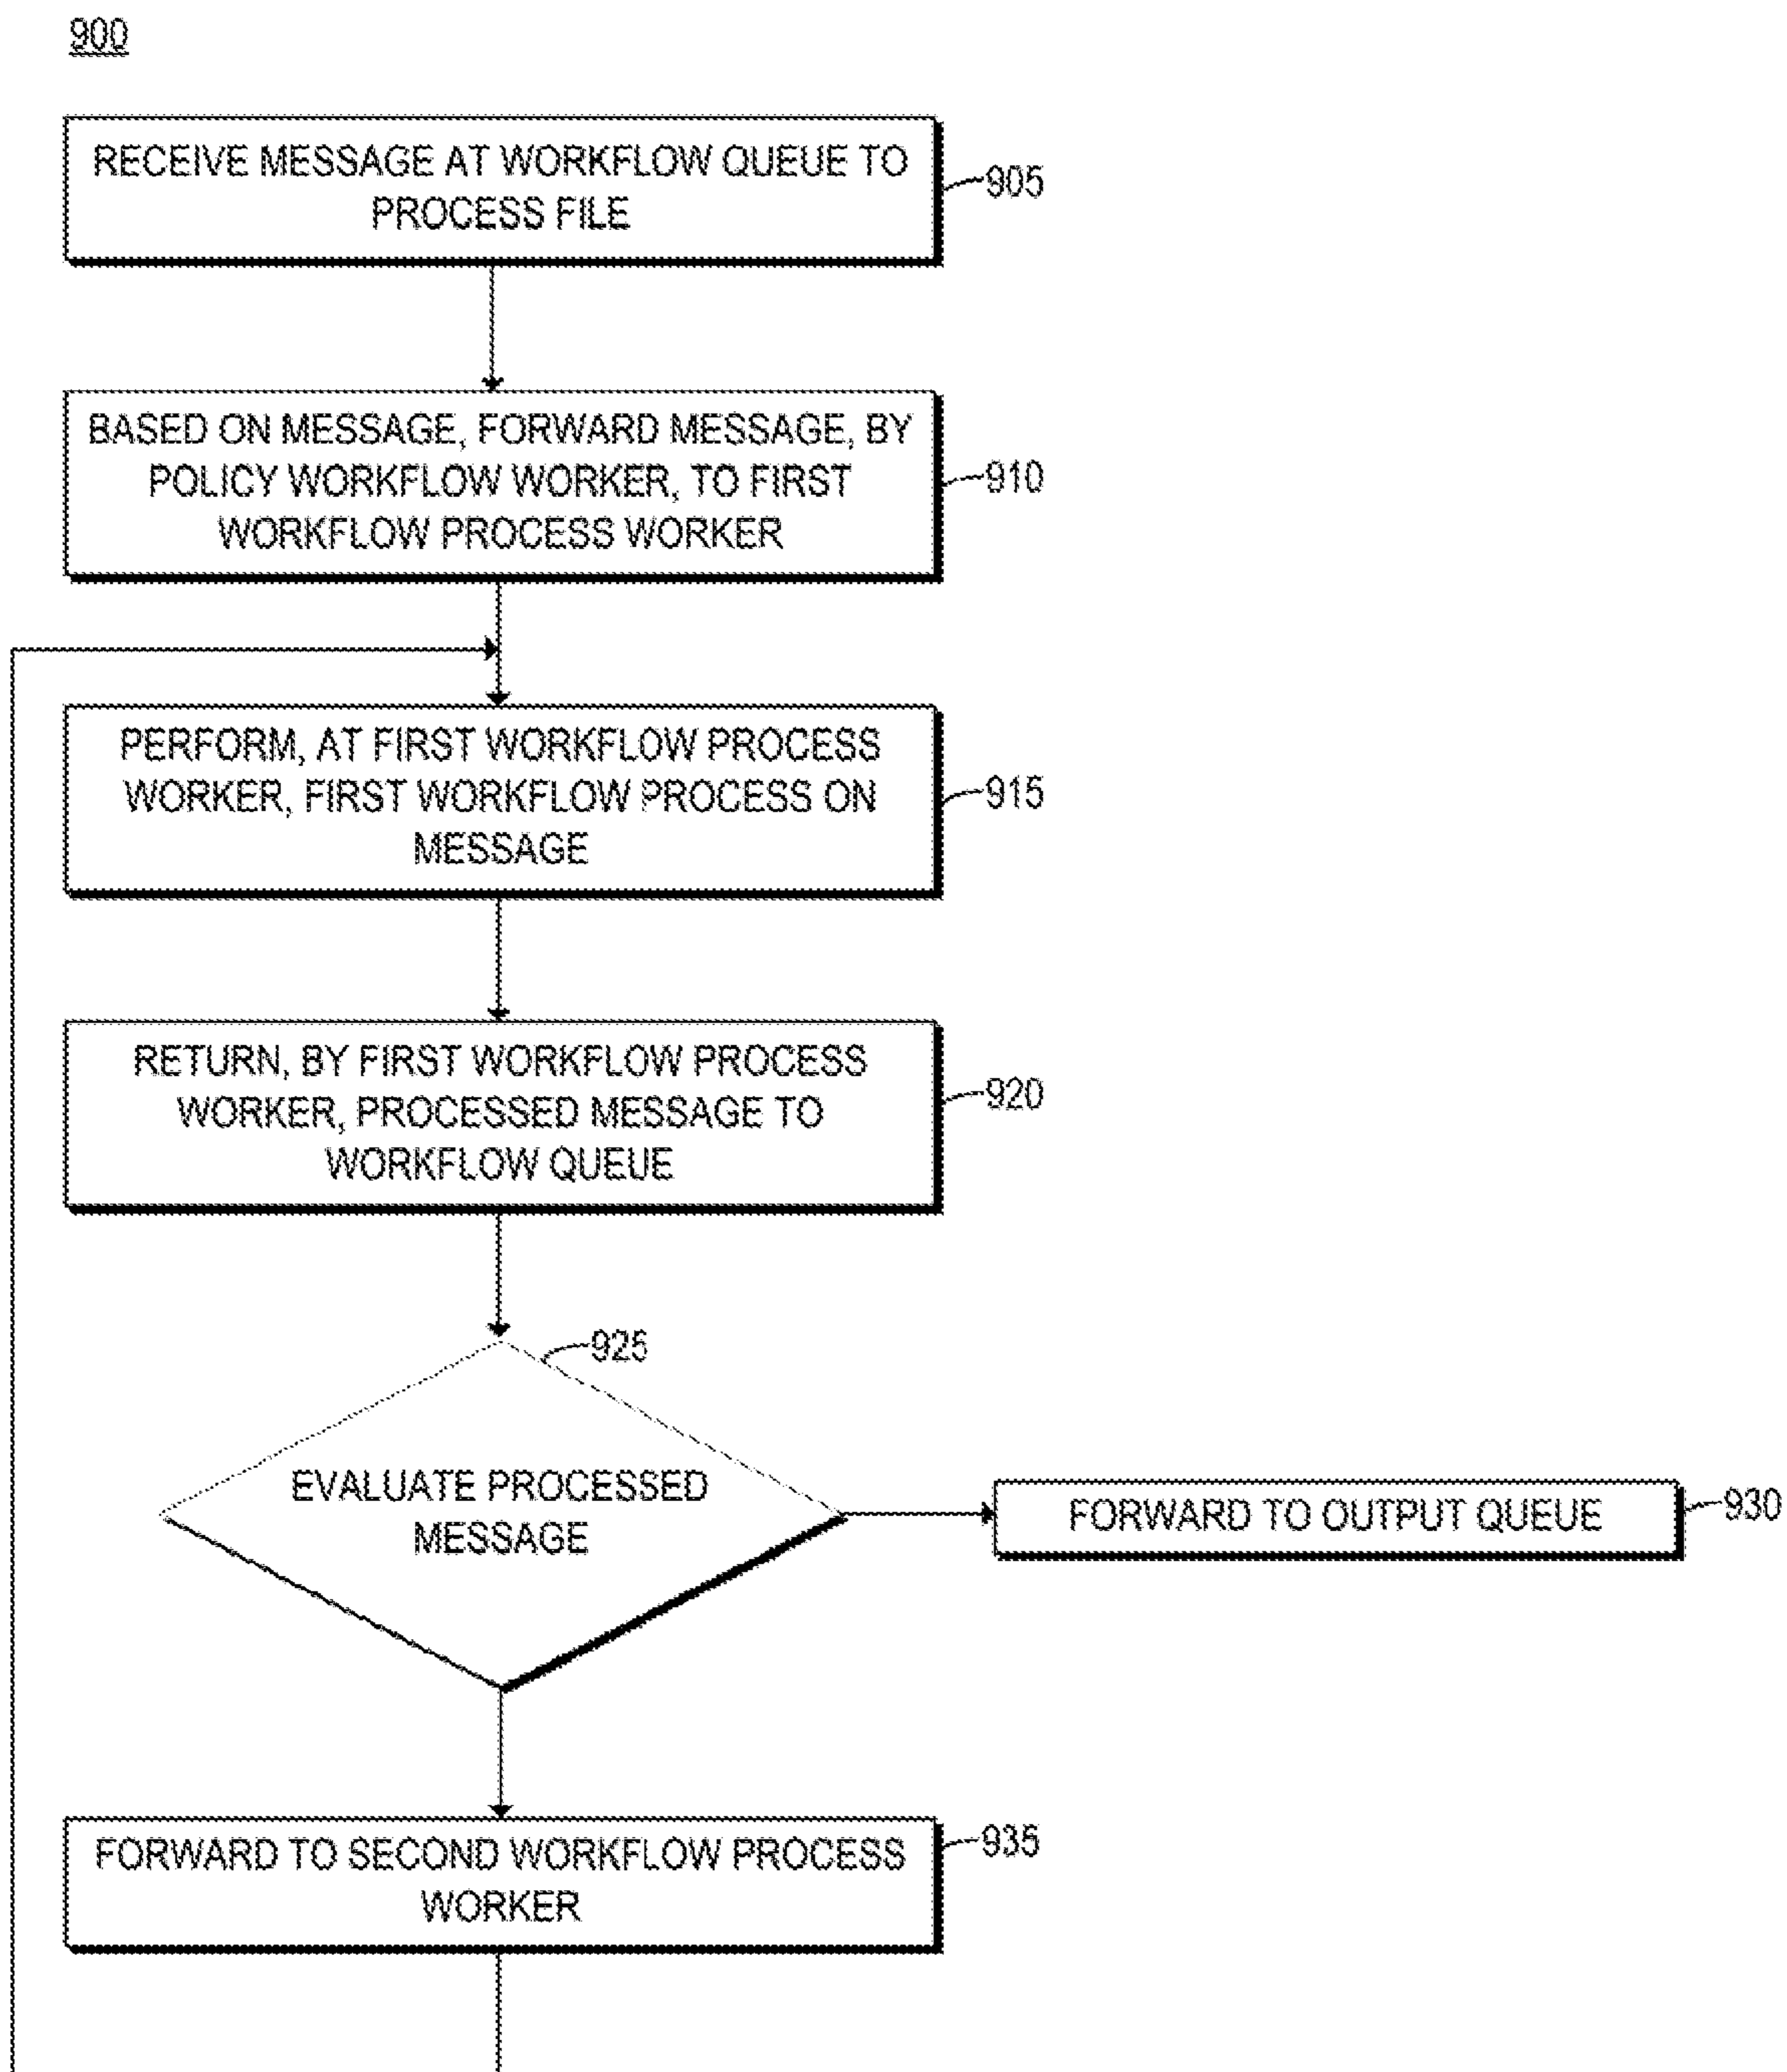 900
RECEIVE MESSAGE AT WORKFLOW QUEUE TO
PROCESS FILE
905
BASED ON MESSAGE, FORWARD MESSAGE, BY
POLICY WORKFLOW WORKER, TO FIRST
WORKFLOW PROCESS WORKER
910
PERFORM, AT FIRST WORKFLOW PROCESS
WORKER, FIRST WORKFLOW PROCESS ON
MESSAGE
915
RETURN, BY FIRST WORKFLOW PROCESS
WORKER, PROCESSED MESSAGE TO
WORKFLOW QUEUE
920
925
EVALUATE PROCESSED
MESSAGE
FORWARD TO OUTPUT QUEUE
930
FORWARD TO SECOND WORKFLOW PROCESS
WORKER
935